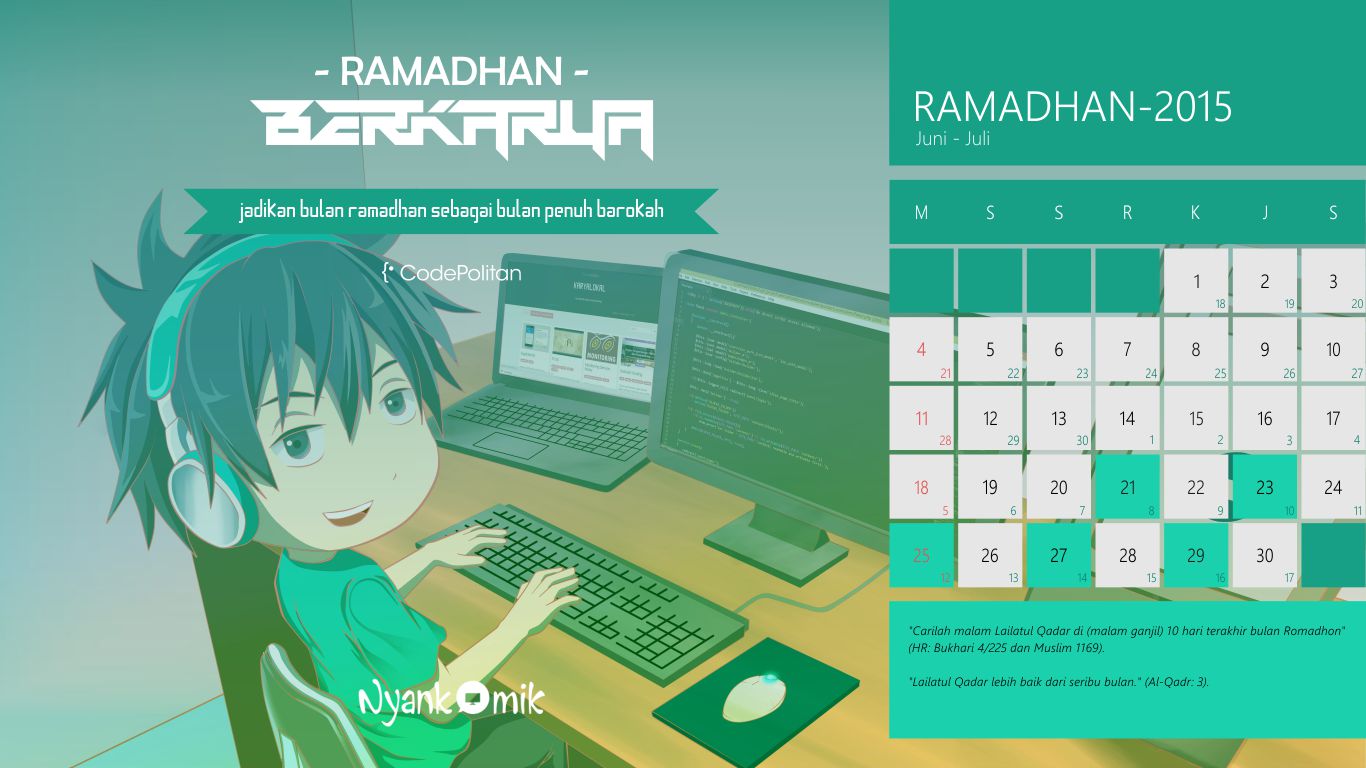 - RAMADHAN -
BERKARYA
jadikan bulan ramadhan sebagai bulan penuh barokah
{• CodePolitan
KARYALOKAL
MONITORING
Nyankomik
RAMADHAN-2015
Juni - Juli
M S S R K J S
1 2 3
18 19 20
4 5 6 7 8 9 10
21 22 23 24 25 26 27
11 12 13 14 15 16 17
28 29 30 1 2 3 4
18 19 20 21 22 23 24
5 6 7 8 9 10 11
25 26 27 28 29 30
12 13 14 15 16 17
"Carilah malam Lailatul Qadar di (malam ganjil) 10 hari terakhir bulan Romadhon"
(HR: Bukhari 4/225 dan Muslim 1169).
"Lailatul Qadar lebih baik dari seribu bulan." (Al-Qadr: 3).